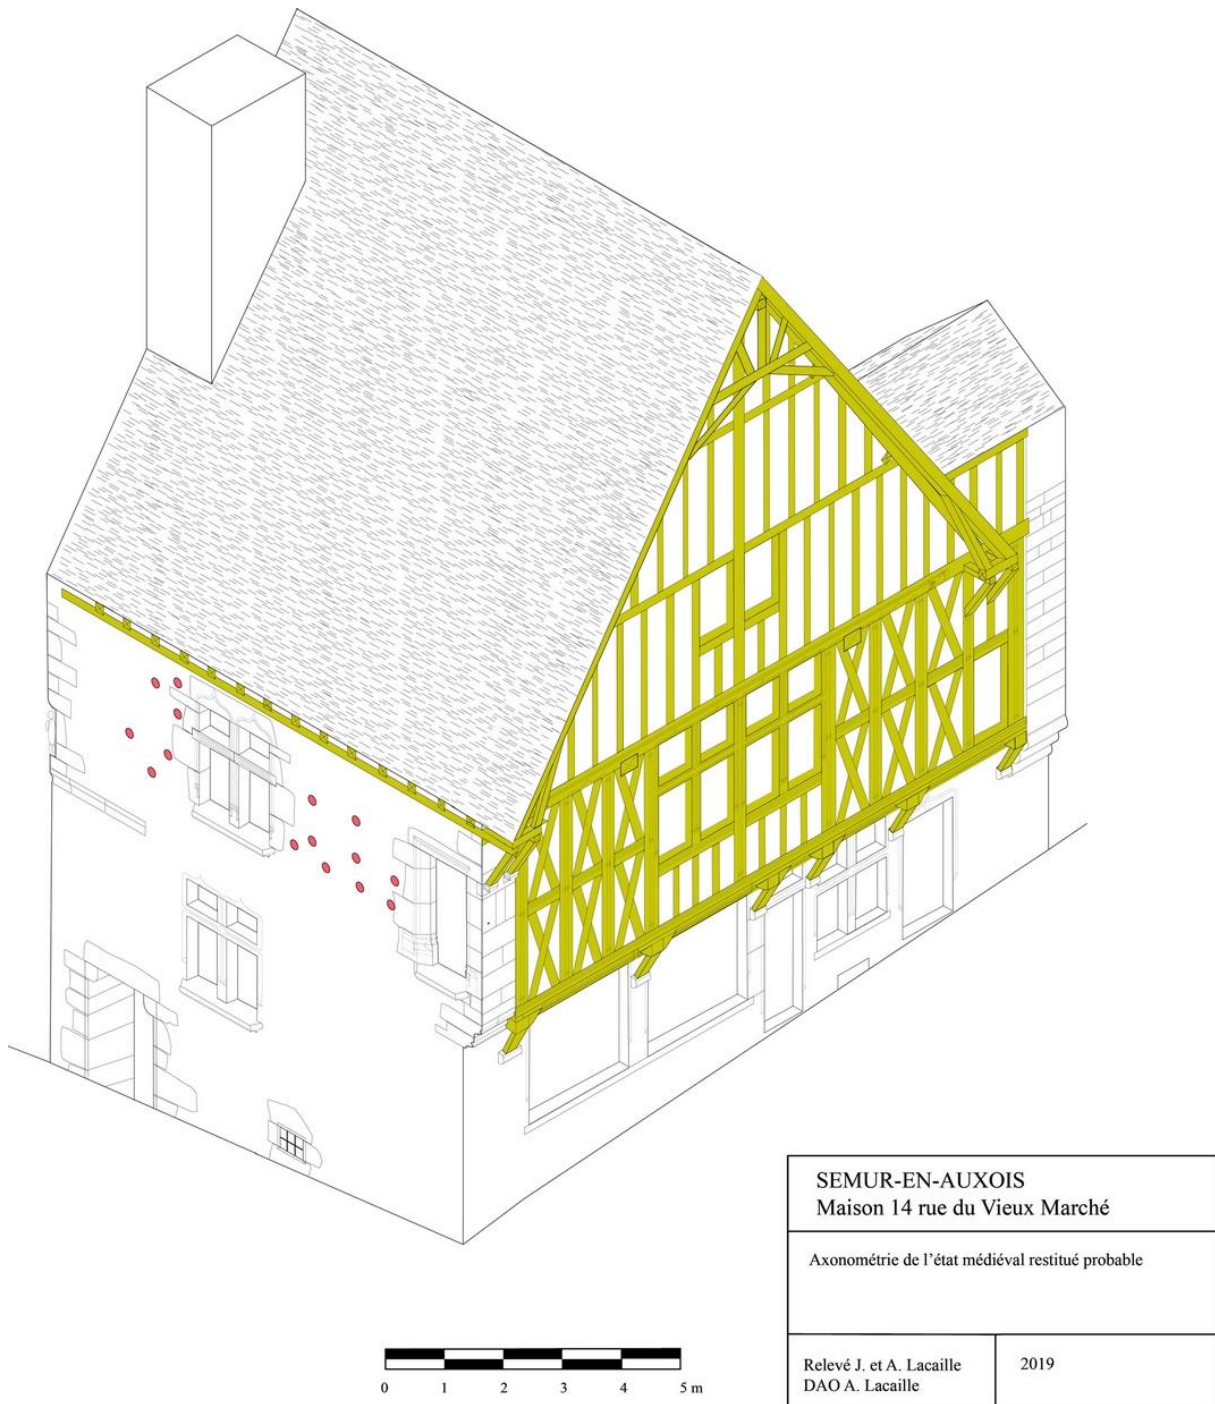 SEMUR-EN-AUXOIS
Maison 14 rue du Vieux Marché
Axonométrie de l'état médiéval restitué probable
Relevé J. et A. Lacaille
DAO A. Lacaille
2019
0 1 2 3 4 5 m